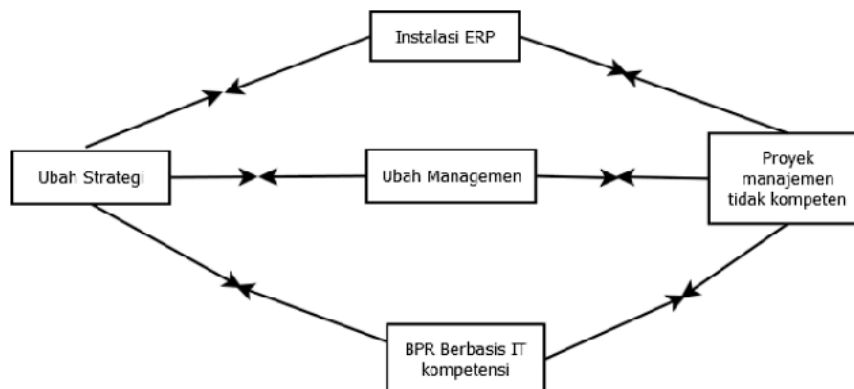 Instalasi ERP
Ubah Strategi
Ubah Managemen
Proyek
manajemen
tidak kompeten
BPR Berbasis IT
kompetensi